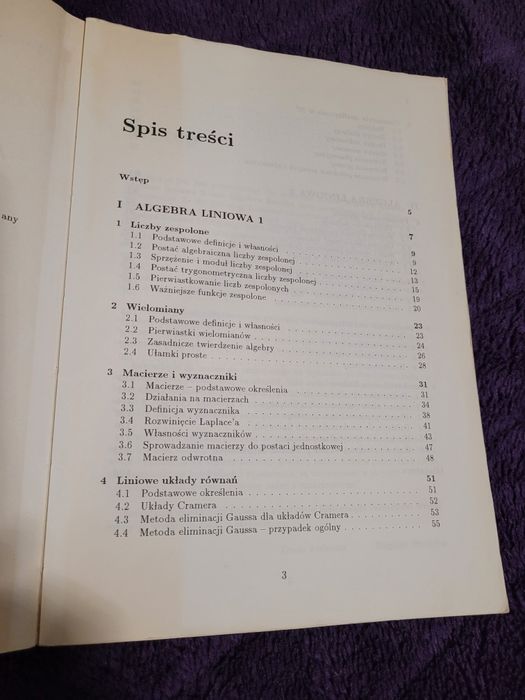 any
Spis treści
Wstęp 5
I ALGEBRA LINIOWA 1 7
1 Liczby zespolone 9
1.1 Podstawowe definicje i własności 9
1.2 Postać algebraiczna liczby zespolonej 12
1.3 Sprzężenie i moduł liczby zespolonej 13
1.4 Postać trygonometryczna liczby zespolonej 15
1.5 Pierwiastkowanie liczb zespolonych 19
1.6 Ważniejsze funkcje zespolone 20
2 Wielomiany 23
2.1 Podstawowe definicje i własności 23
2.2 Pierwiastki wielomianów 24
2.3 Zasadnicze twierdzenie algebry 26
2.4 Ułamki proste 28
3 Macierze i wyznaczniki 31
3.1 Macierze – podstawowe określenia 31
3.2 Działania na macierzach 34
3.3 Definicja wyznacznika 38
3.4 Rozwinięcie Laplace'a 41
3.5 Własności wyznaczników 43
3.6 Sprowadzanie macierzy do postaci jednostkowej 47
3.7 Macierz odwrotna 48
4 Liniowe układy równań 51
4.1 Podstawowe określenia 51
4.2 Układy Cramera 52
4.3 Metoda eliminacji Gaussa dla układów Cramera 53
4.4 Metoda eliminacji Gaussa – przypadek ogólny 55
3